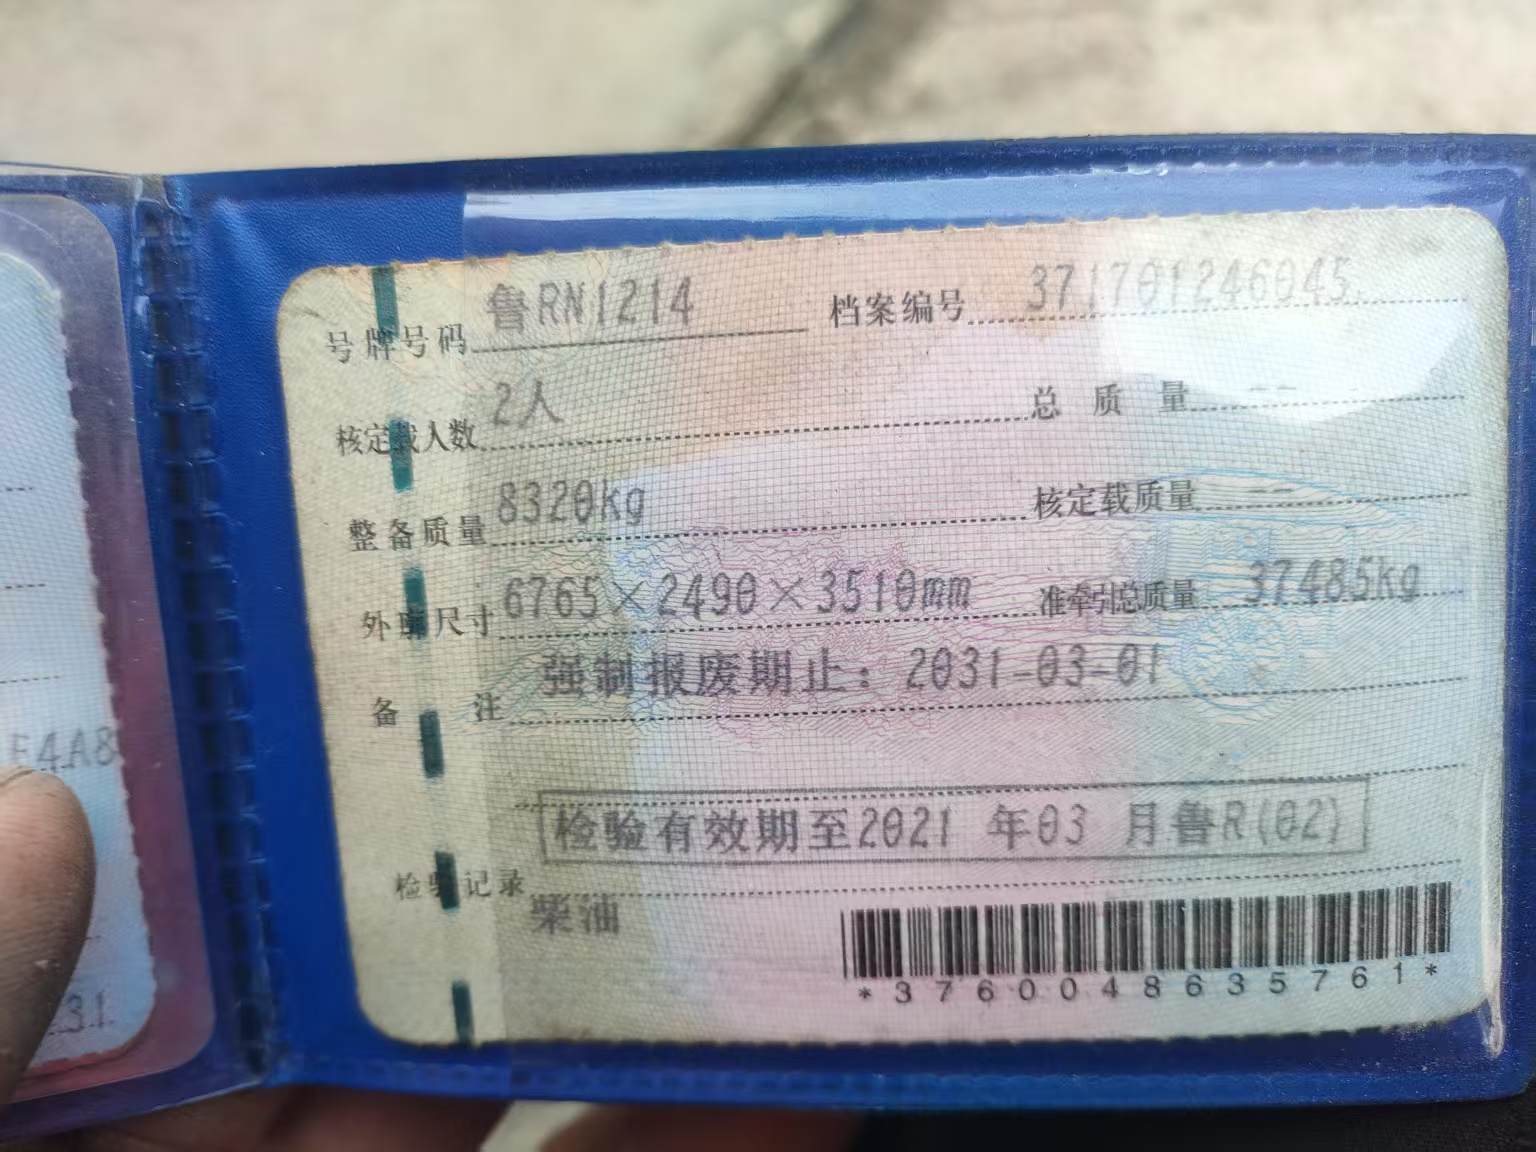 号牌号码 鲁RN1214 档案编号 371701246045
核定载人数 2人 总质量 --
整备质量 8320kg 核定载质量 --
外廓尺寸 6765×2490×3510mm 准牵引总质量 37485kg
备注 强制报废期止：2031-03-01
检验有效期至2021 年03 月鲁R(02)
检验记录
柴油
*3760048635761*
E4A8